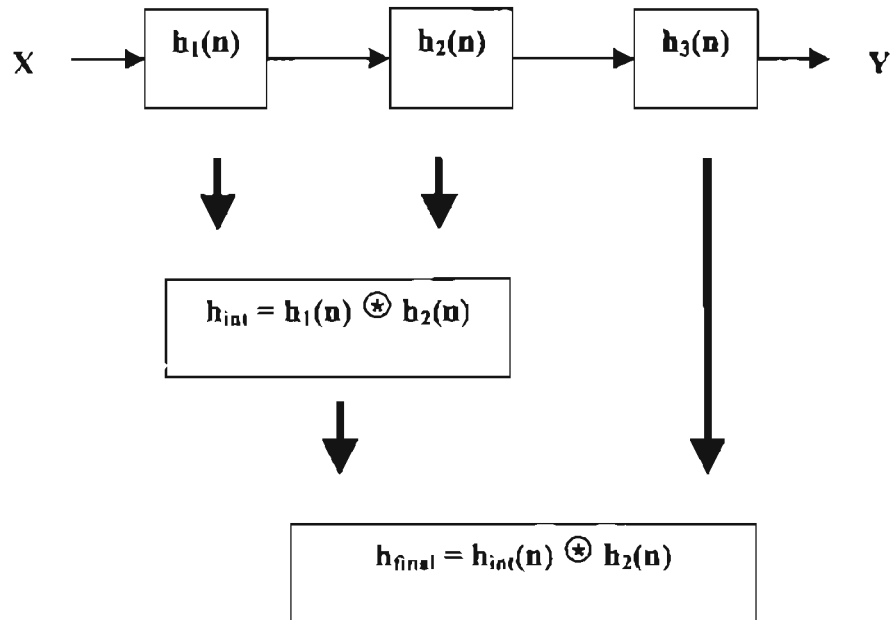 X h₁(n) h₂(n) h₃(n) Y
h_int = h₁(n) ⊛ h₂(n)
h_final = h_int(n) ⊛ h₂(n)